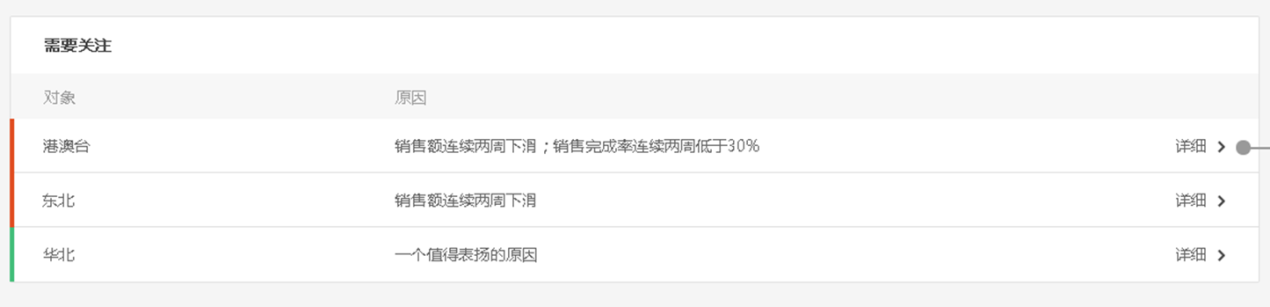 需要关注
对象 原因
港澳台 销售额连续两周下滑；销售完成率连续两周低于30% 详细
东北 销售额连续两周下滑 详细
华北 一个值得表扬的原因 详细